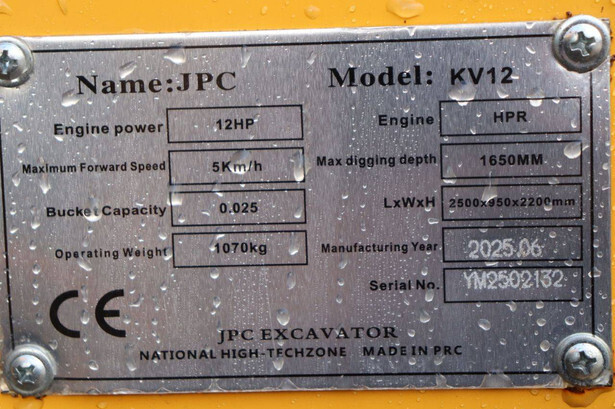 Name:JPC Model: KV12
Engine power 12HP Engine HPR
Maximum Forward Speed 5Km/h Max digging depth 1650MM
Bucket Capacity 0.025 LxWxH 2500x950x2200mm
Operating Weight 1070kg Manufacturing Year 2025.06
Serial No. YM2502132
CE
JPC EXCAVATOR
NATIONAL HIGH-TECHZONE MADE IN PRC